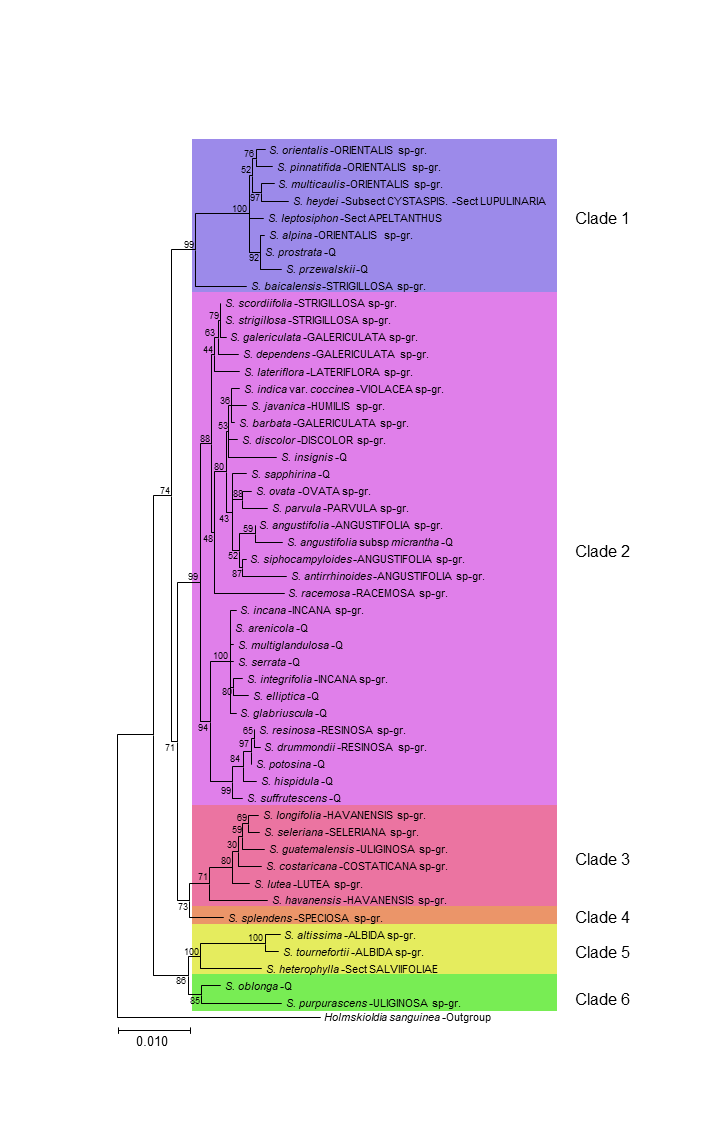 S. orientalis -ORIENTALIS sp-gr.
76
S. pinnatifida -ORIENTALIS sp-gr.
52
S. multicaulis -ORIENTALIS sp-gr.
97
S. heydei -Subsect CYSTASPIS. -Sect LUPULINARIA
100
S. leptosiphon -Sect APELTANTHUS
Clade 1
S. alpina -ORIENTALIS sp-gr.
99
S. prostrata -Q
92
S. przewalskii -Q
S. baicalensis -STRIGILLOSA sp-gr.
S. scordiifolia -STRIGILLOSA sp-gr.
79
S. strigillosa -STRIGILLOSA sp-gr.
63
S. galericulata -GALERICULATA sp-gr.
44
S. dependens -GALERICULATA sp-gr.
S. lateriflora -LATERIFLORA sp-gr.
S. indica var. coccinea -VIOLACEA sp-gr.
36
S. javanica -HUMILIS sp-gr.
S. barbata -GALERICULATA sp-gr.
53
88
S. discolor -DISCOLOR sp-gr.
S. insignis -Q
80
S. sapphirina -Q
74
88
S. ovata -OVATA sp-gr.
S. parvula -PARVULA sp-gr.
43
S. angustifolia -ANGUSTIFOLIA sp-gr.
59
48
S. angustifolia subsp micrantha -Q
Clade 2
52
S. siphocampyloides -ANGUSTIFOLIA sp-gr.
87
99
S. antirrhinoides -ANGUSTIFOLIA sp-gr.
S. racemosa -RACEMOSA sp-gr.
S. incana -INCANA sp-gr.
S. arenicola -Q
S. multiglandulosa -Q
100
S. serrata -Q
S. integrifolia -INCANA sp-gr.
80
S. elliptica -Q
S. glabriuscula -Q
94
65
S. resinosa -RESINOSA sp-gr.
97
71
S. drummondii -RESINOSA sp-gr.
84
S. potosina -Q
S. hispidula -Q
99
S. suffrutescens -Q
69
S. longifolia -HAVANENSIS sp-gr.
59
S. seleriana -SELERIANA sp-gr.
30
S. guatemalensis -ULIGINOSA sp-gr.
80
Clade 3
S. costaricana -COSTATICANA sp-gr.
71
S. lutea -LUTEA sp-gr.
S. havanensis -HAVANENSIS sp-gr.
73
S. splendens -SPECIOSA sp-gr.
Clade 4
S. altissima -ALBIDA sp-gr.
100
100
S. tournefortii -ALBIDA sp-gr.
Clade 5
S. heterophylla -Sect SALVIIFOLIAE
86
S. oblonga -Q
85
S. purpurascens -ULIGINOSA sp-gr.
Clade 6
Holmskioldia sanguinea -Outgroup
0.010